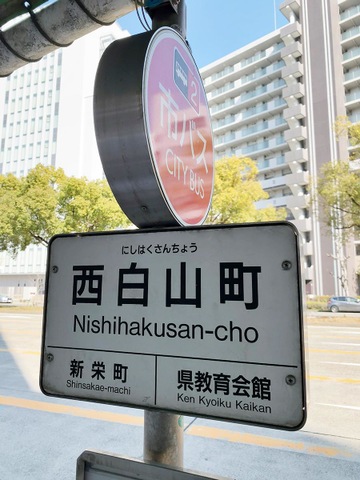 2
市バス
CITY BUS
にしはくさんちょう
西白山町
Nishihakusan-cho
新栄町
Shinsakae-machi
県教育会館
Ken Kyoiku Kaikan